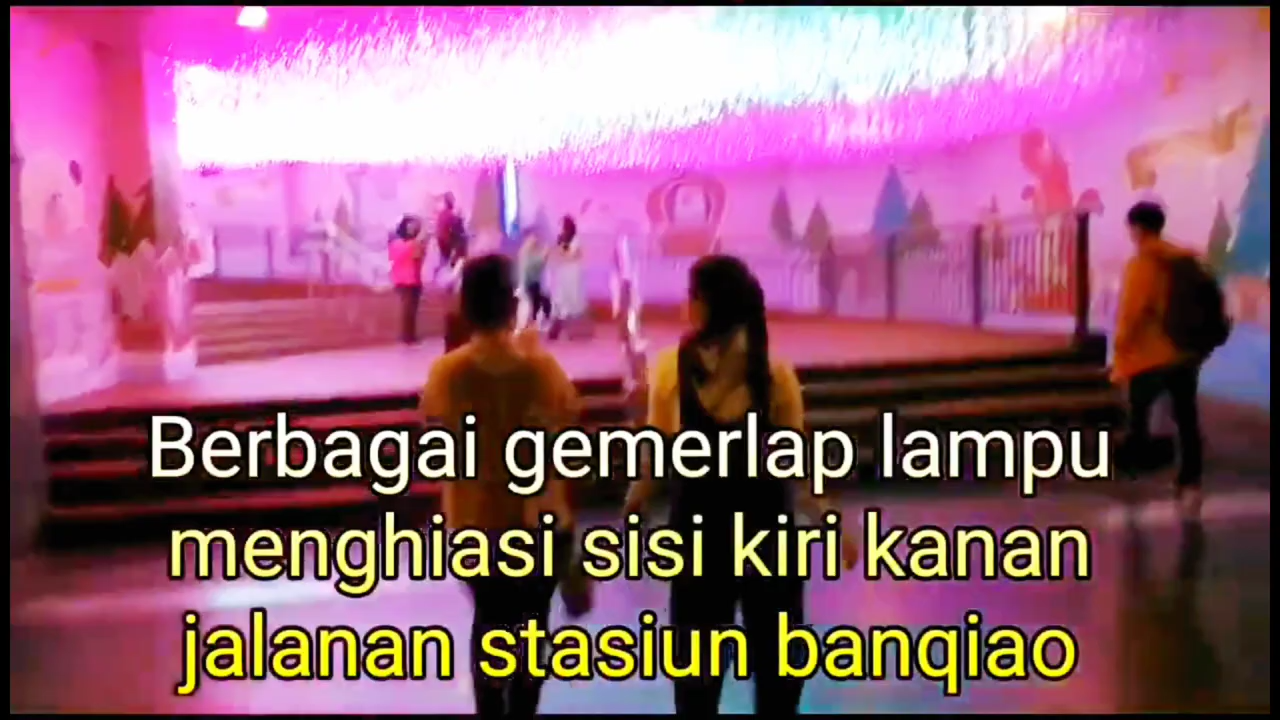 Berbagai gemerlap lampu
menghiasi sisi kiri kanan
jalanan stasiun banqiao